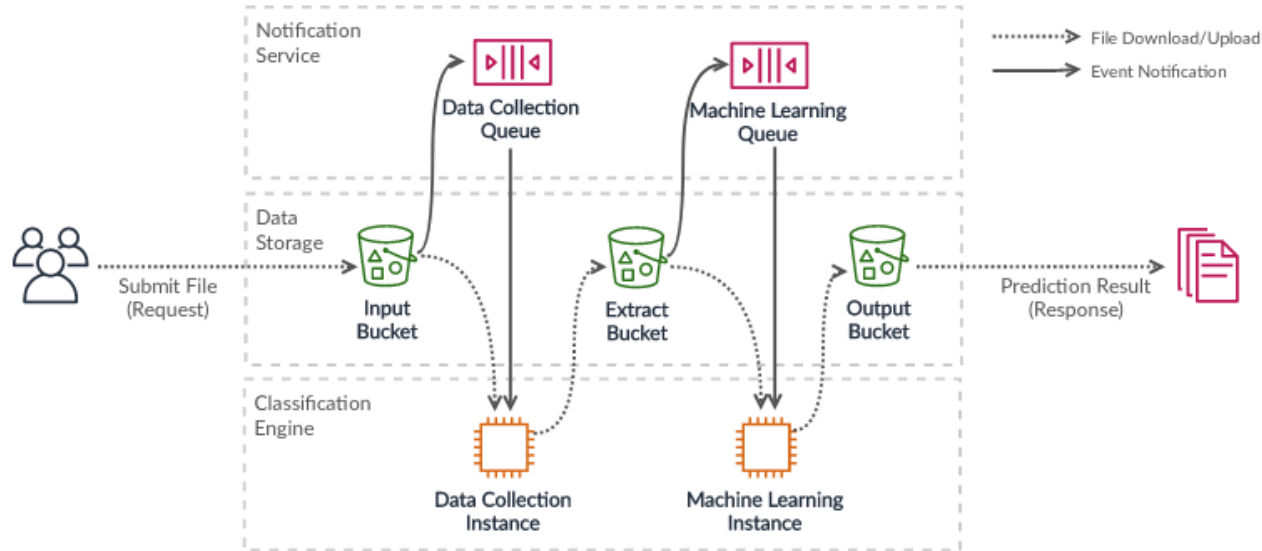 Notification
Service
File Download/Upload
Event Notification
Data Collection
Queue
Machine Learning
Queue
Data
Storage
Submit File
(Request)
Input
Bucket
Extract
Bucket
Output
Bucket
Prediction Result
(Response)
Classification
Engine
Data Collection
Instance
Machine Learning
Instance